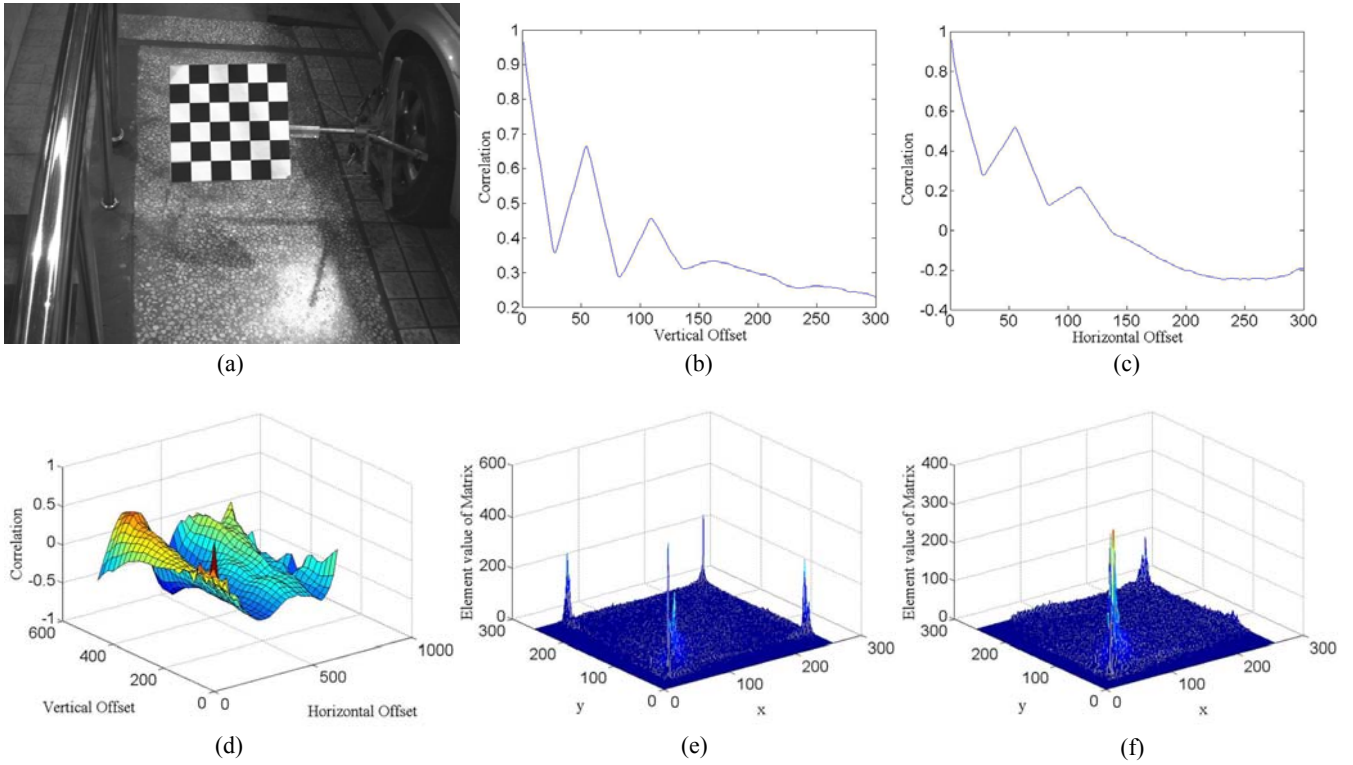 1
0.9
0.8
0.7
0.6
0.5
0.4
0.3
0.2
Correlation
0 50 100 150 200 250 300
Vertical Offset
1
0.8
0.6
0.4
0.2
0
-0.2
-0.4
Correlation
0 50 100 150 200 250 300
Horizontal Offset
(a)
(b)
(c)
1
0.5
0
-0.5
-1
Correlation
600
400
200
0
Vertical Offset
0
500
1000
Horizontal Offset
600
400
200
0
Element value of Matrix
300
200
100
0
y
0
100
200
300
x
400
300
200
100
0
Element value of Matrix
300
200
100
0
y
0
100
200
300
x
(d)
(e)
(f)